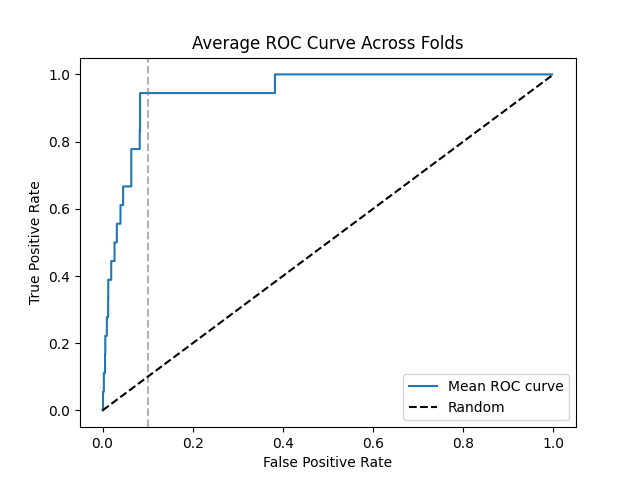 Average ROC Curve Across Folds
True Positive Rate
1.0
0.8
0.6
0.4
0.2
0.0
Mean ROC curve
Random
0.0 0.2 0.4 0.6 0.8 1.0
False Positive Rate